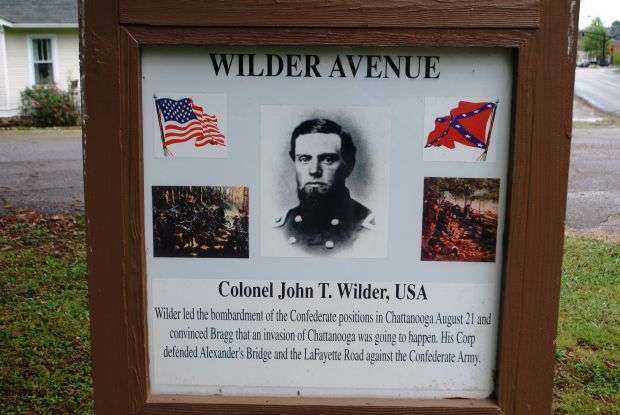 WILDER AVENUE
Colonel John T. Wilder, USA
Wilder led the bombardment of the Confederate positions in Chattanooga August 21 and
convinced Bragg that an invasion of Chattanooga was going to happen. His Corp
defended Alexander's Bridge and the LaFayette Road against the Confederate Army.